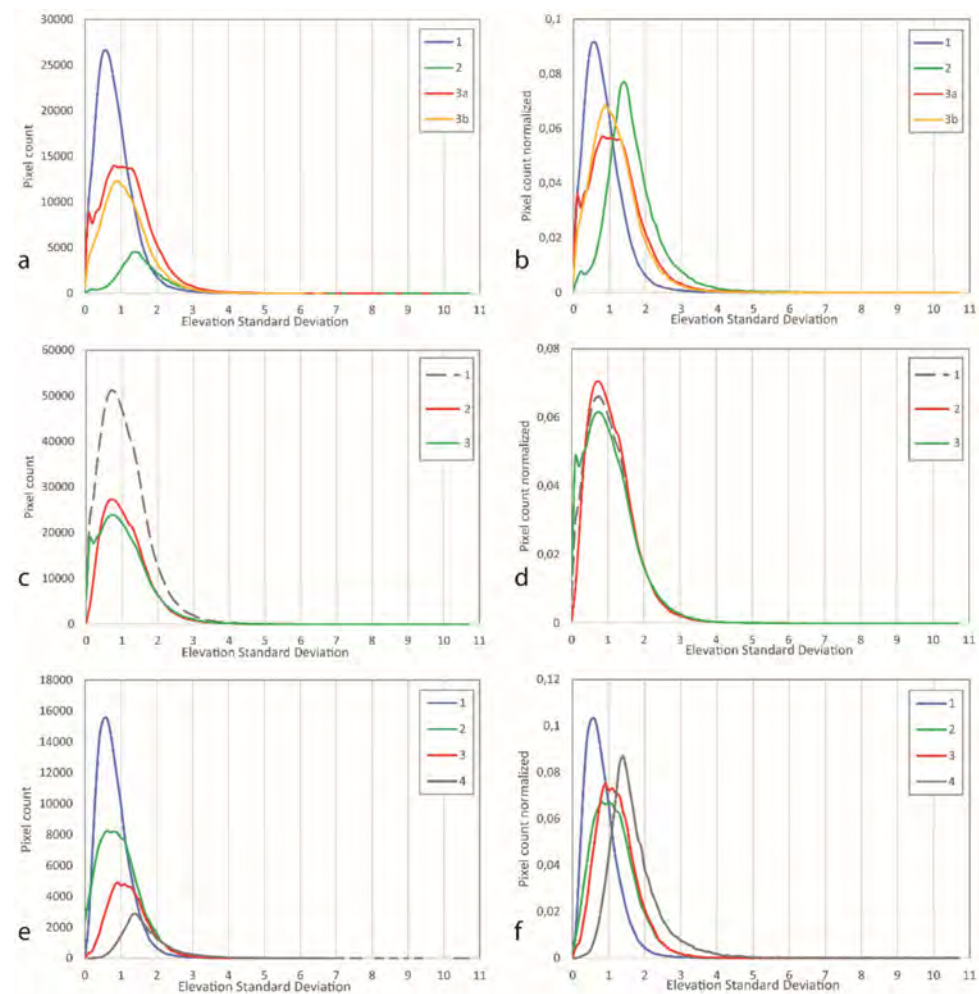 30000
25000
20000
15000
10000
5000
0
Pixel count
0 1 2 3 4 5 6 7 8 9 10 11
Elevation Standard Deviation
1
2
3a
3b
a
0,1
0,08
0,06
0,04
0,02
0
Pixel count normalized
0 1 2 3 4 5 6 7 8 9 10 11
Elevation Standard Deviation
1
2
3a
3b
b
60000
50000
40000
30000
20000
10000
0
Pixel count
0 1 2 3 4 5 6 7 8 9 10 11
Elevation Standard Deviation
1
2
3
c
0,08
0,06
0,04
0,02
0
Pixel count normalized
0 1 2 3 4 5 6 7 8 9 10 11
Elevation Standard Deviation
1
2
3
d
18000
16000
14000
12000
10000
8000
6000
4000
2000
0
Pixel count
0 1 2 3 4 5 6 7 8 9 10 11
Elevation Standard Deviation
1
2
3
4
e
0,12
0,1
0,08
0,06
0,04
0,02
0
Pixel count normalized
0 1 2 3 4 5 6 7 8 9 10 11
Elevation Standard Deviation
1
2
3
4
f